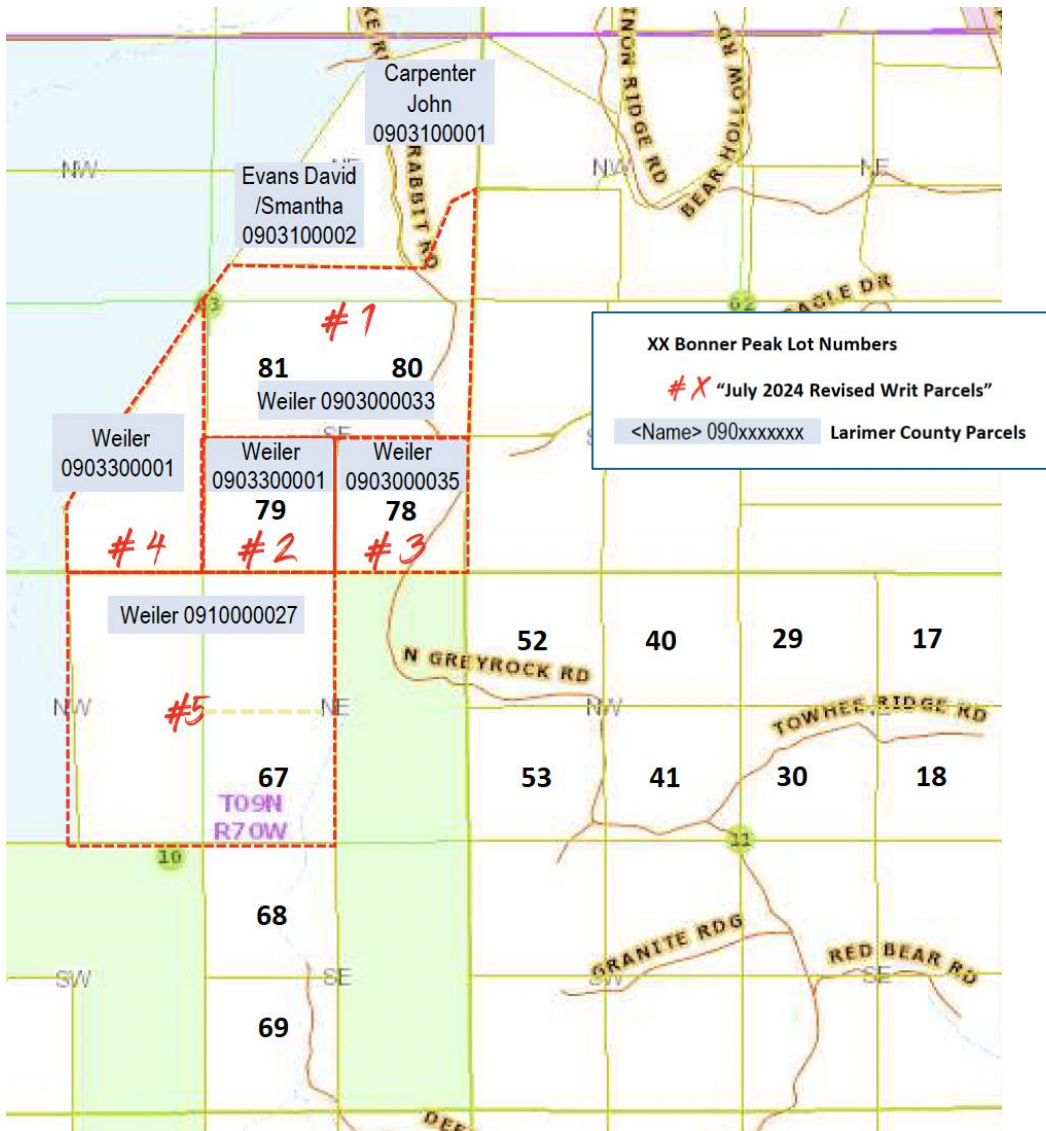 Carpenter
John
0903100001
Evans David
/Smantha
0903100002
RABBIT RD
NW
NE
NW
NE
BEAR HOLLOW RD
#1
81
80
Weiler 0903000033
SE
XX Bonner Peak Lot Numbers
# X "July 2024 Revised Writ Parcels"
<Name> 090xxxxxxx Larimer County Parcels
EAGLE DR
Weiler
0903300001
Weiler
0903300001
79
Weiler
0903000035
78
#4
#2
#3
Weiler 0910000027
52
40
29
17
N GREYROCK RD
NW
#5
NE
NW
TOWHEE RIDGE RD
67
53
41
30
18
T09N
R70W
10
11
68
GRANITE RDG
RED BEAR RD
SW
SE
SW
SE
69